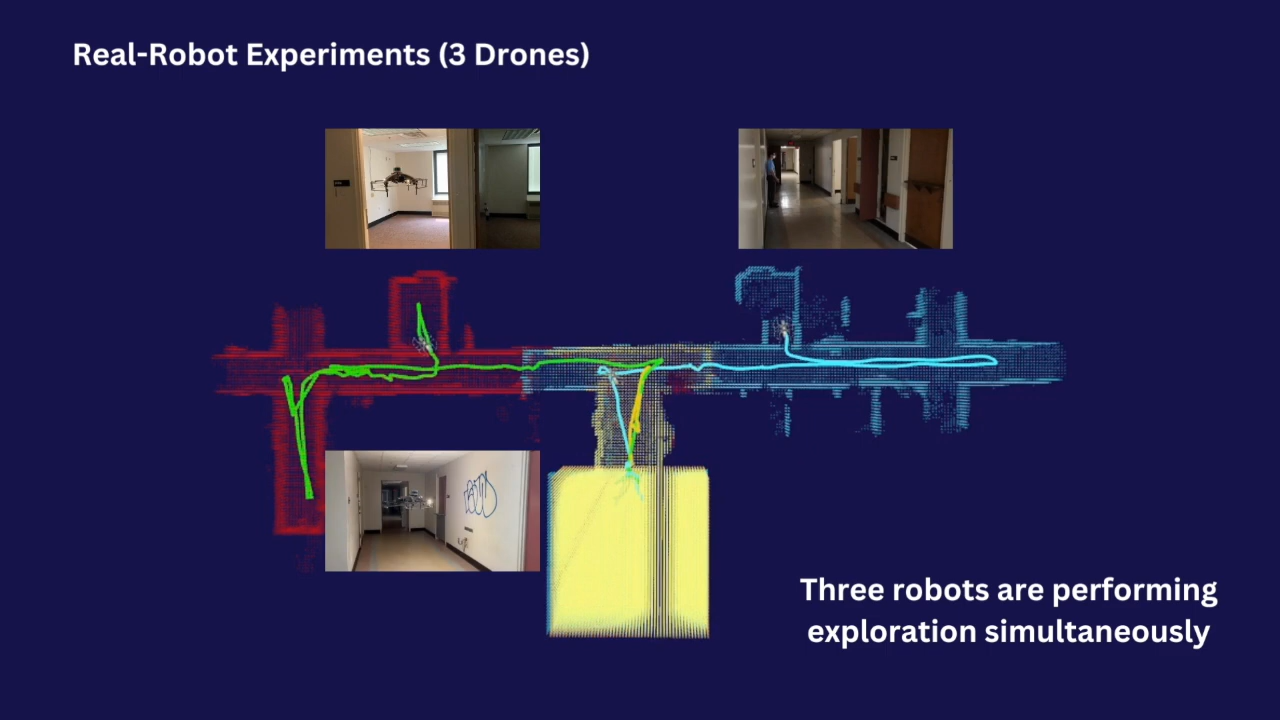 Real-Robot Experiments (3 Drones)
Three robots are performing
exploration simultaneously